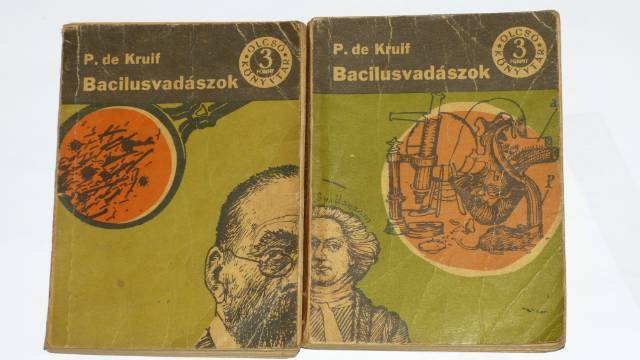 P. de Kruif
Bacilusvadászok
OLCSÓ
3
FORINT
KÖNYVTÁR
P. de Kruif
Bacilusvadászok
OLCSÓ
3
FORINT
KÖNYVTÁR
a
P